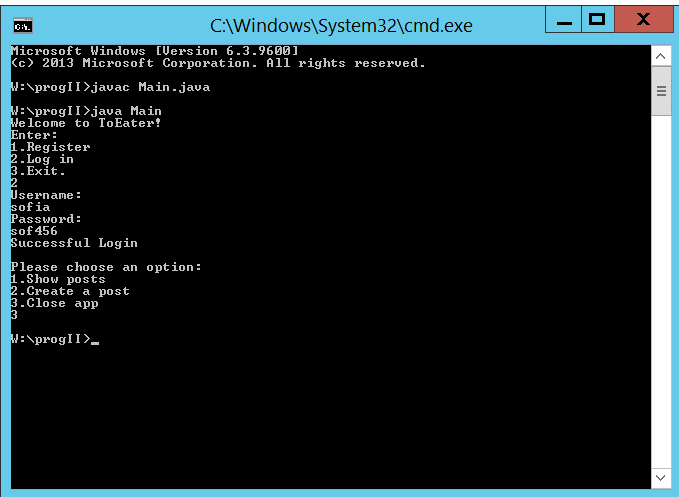 C:\Windows\System32\cmd.exe
Microsoft Windows [Version 6.3.9600]
(c) 2013 Microsoft Corporation. All rights reserved.
W:\progII>javac Main.java
W:\progII>java Main
Welcome to ToEater!
Enter:
1.Register
2.Log in
3.Exit.
2
Username:
sofia
Password:
sof456
Successful Login
Please choose an option:
1.Show posts
2.Create a post
3.Close app
3
W:\progII>_